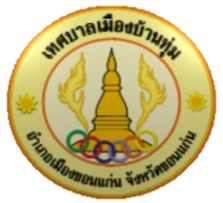 เทศบาลเมืองบ้านทุ่ม
อำเภอเมืองขอนแก่น จังหวัดขอนแก่น